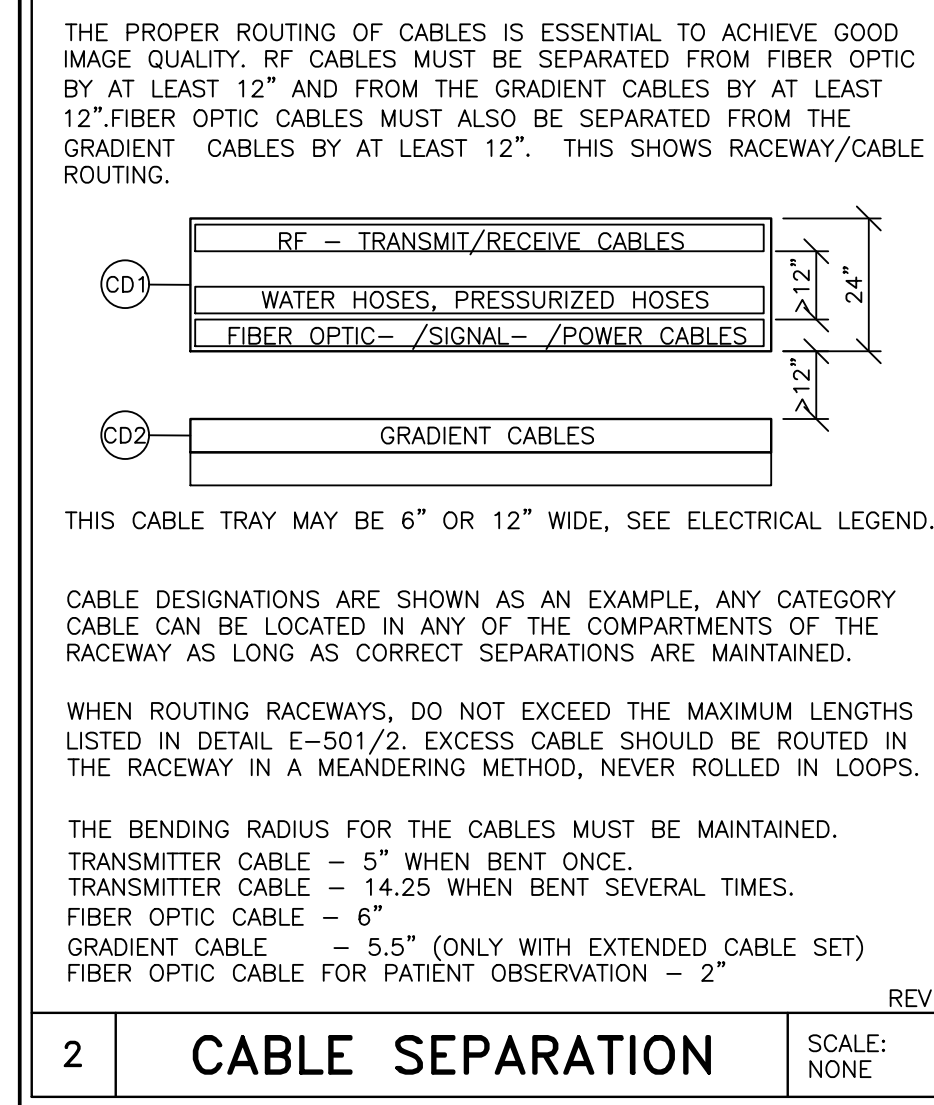 THE PROPER ROUTING OF CABLES IS ESSENTIAL TO ACHIEVE GOOD
IMAGE QUALITY. RF CABLES MUST BE SEPARATED FROM FIBER OPTIC
BY AT LEAST 12" AND FROM THE GRADIENT CABLES BY AT LEAST
12".FIBER OPTIC CABLES MUST ALSO BE SEPARATED FROM THE
GRADIENT CABLES BY AT LEAST 12". THIS SHOWS RACEWAY/CABLE
ROUTING.
RF – TRANSMIT/RECEIVE CABLES
CD1
WATER HOSES, PRESSURIZED HOSES
>12"
24"
FIBER OPTIC– /SIGNAL– /POWER CABLES
>12"
CD2
GRADIENT CABLES
THIS CABLE TRAY MAY BE 6" OR 12" WIDE, SEE ELECTRICAL LEGEND.
CABLE DESIGNATIONS ARE SHOWN AS AN EXAMPLE, ANY CATEGORY
CABLE CAN BE LOCATED IN ANY OF THE COMPARTMENTS OF THE
RACEWAY AS LONG AS CORRECT SEPARATIONS ARE MAINTAINED.
WHEN ROUTING RACEWAYS, DO NOT EXCEED THE MAXIMUM LENGTHS
LISTED IN DETAIL E–501/2. EXCESS CABLE SHOULD BE ROUTED IN
THE RACEWAY IN A MEANDERING METHOD, NEVER ROLLED IN LOOPS.
THE BENDING RADIUS FOR THE CABLES MUST BE MAINTAINED.
TRANSMITTER CABLE – 5" WHEN BENT ONCE.
TRANSMITTER CABLE – 14.25 WHEN BENT SEVERAL TIMES.
FIBER OPTIC CABLE – 6"
GRADIENT CABLE – 5.5" (ONLY WITH EXTENDED CABLE SET)
FIBER OPTIC CABLE FOR PATIENT OBSERVATION – 2"
REV
2
CABLE SEPARATION
SCALE:
NONE